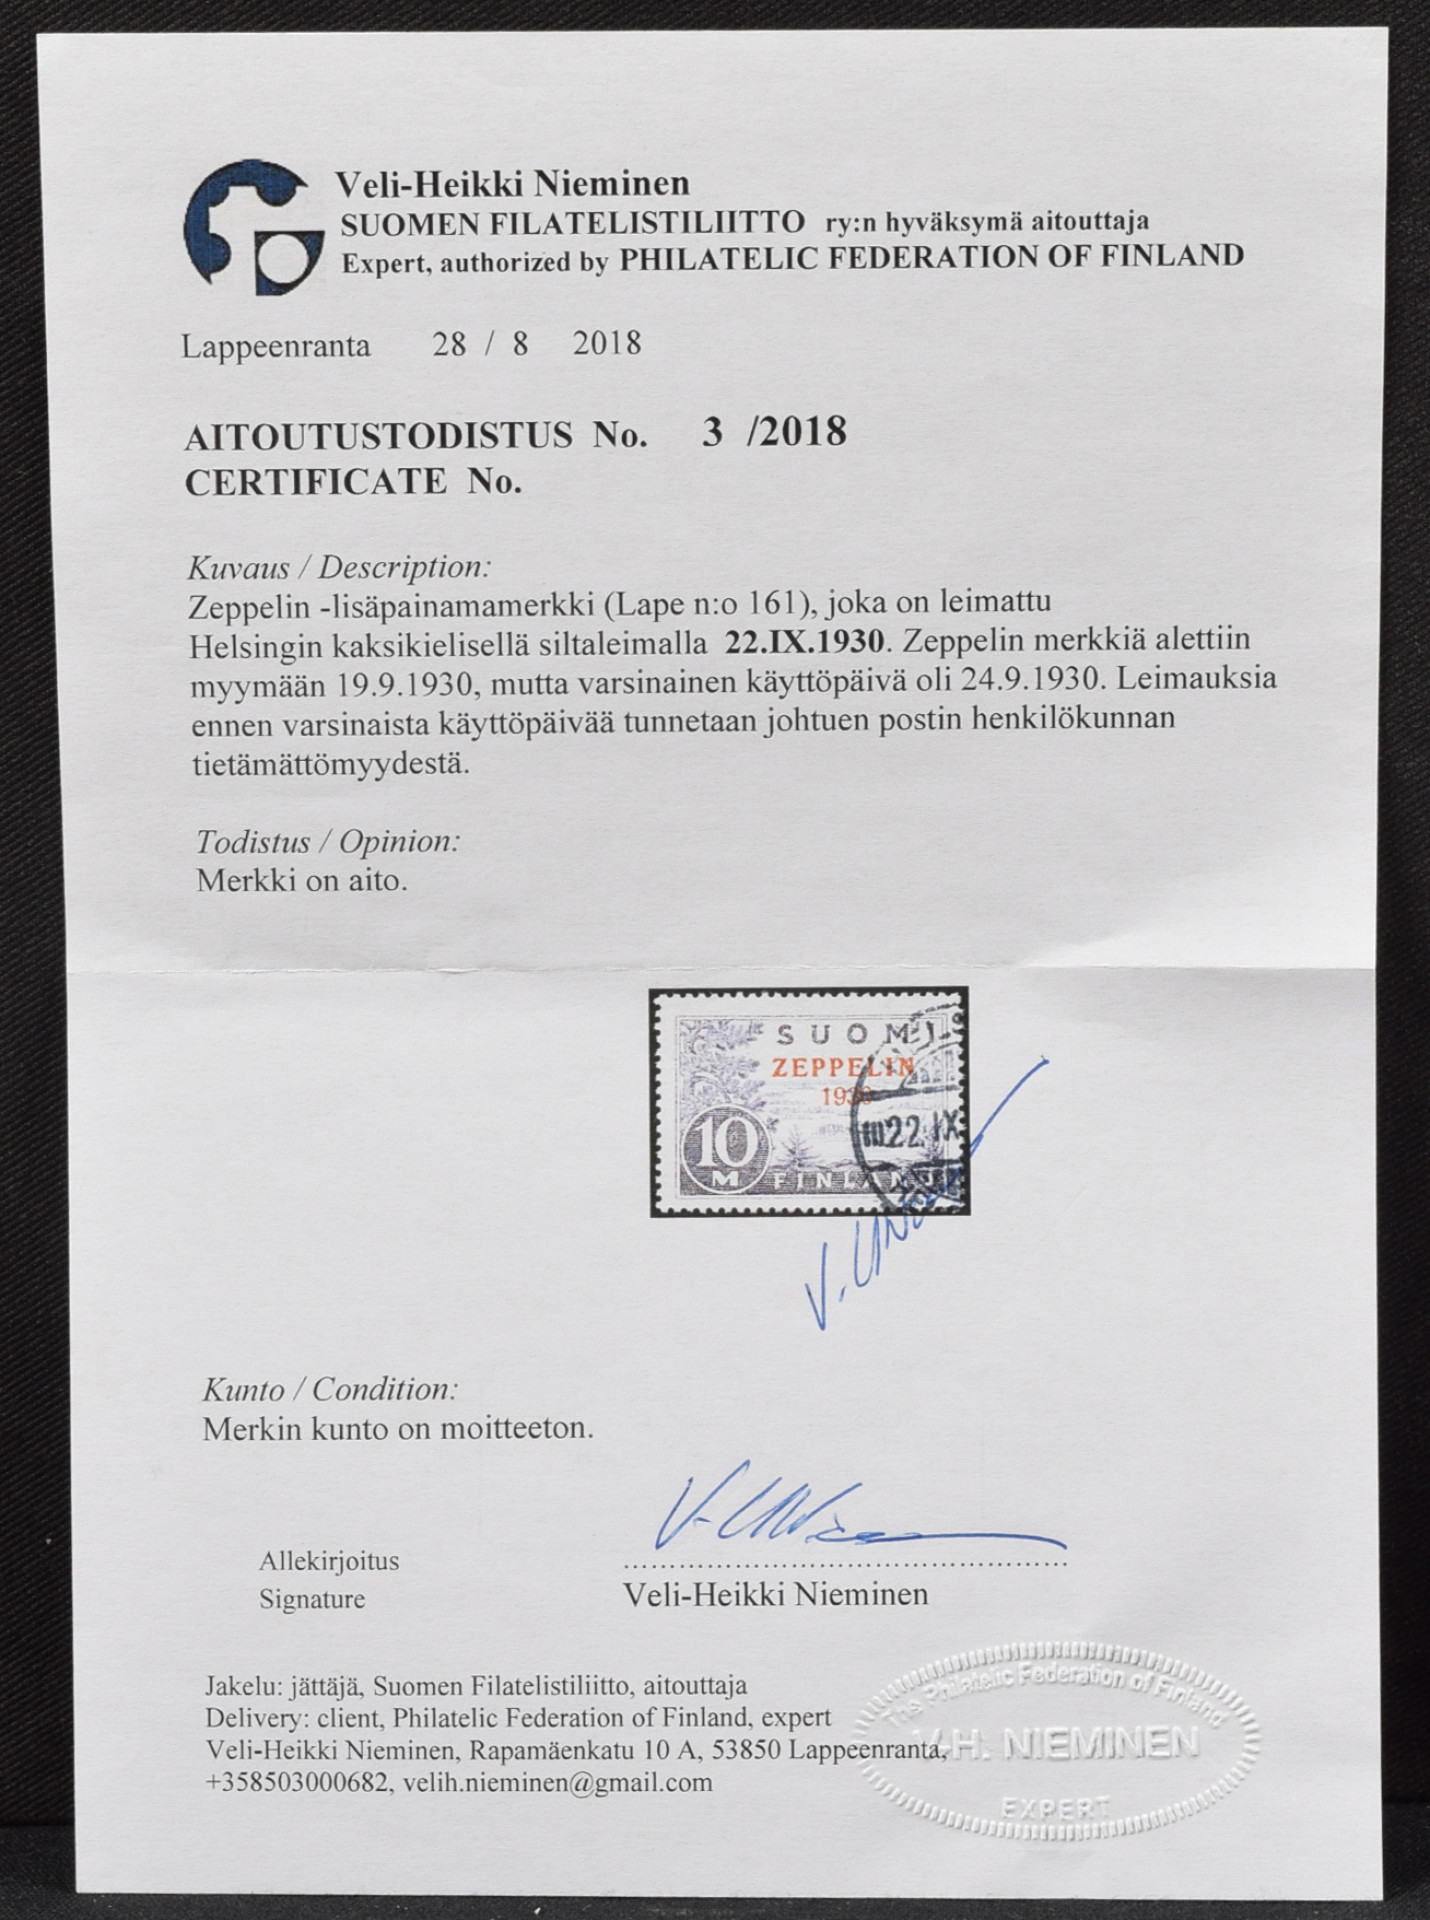 Veli-Heikki Nieminen
SUOMEN FILATELISTILIITTO ry:n hyväksymä aitouttaja
Expert, authorized by PHILATELIC FEDERATION OF FINLAND
Lappeenranta 28 / 8 2018
AITOUTUSTODISTUS No. 3 /2018
CERTIFICATE No.
Kuvaus / Description:
Zeppelin -lisäpainamamerkki (Lape n:o 161), joka on leimattu
Helsingin kaksikielisellä siltaleimalla 22.IX.1930. Zeppelin merkkiä alettiin
myymään 19.9.1930, mutta varsinainen käyttöpäivä oli 24.9.1930. Leimauksia
ennen varsinaista käyttöpäivää tunnetaan johtuen postin henkilökunnan
tietämättömyydestä.
Todistus / Opinion:
Merkki on aito.
SUOMI
ZEPPELIN
1930
22.IX
10
M FINLAND
Kunto / Condition:
Merkin kunto on moitteeton.
Allekirjoitus
Signature
Veli-Heikki Nieminen
Jakelu: jättäjä, Suomen Filatelistiliitto, aitouttaja
Delivery: client, Philatelic Federation of Finland, expert
Veli-Heikki Nieminen, Rapamäenkatu 10 A, 53850 Lappeenranta,
+358503000682, velih.nieminen@gmail.com
The Philatelic Federation of Finland
V-H. NIEMINEN
EXPERT